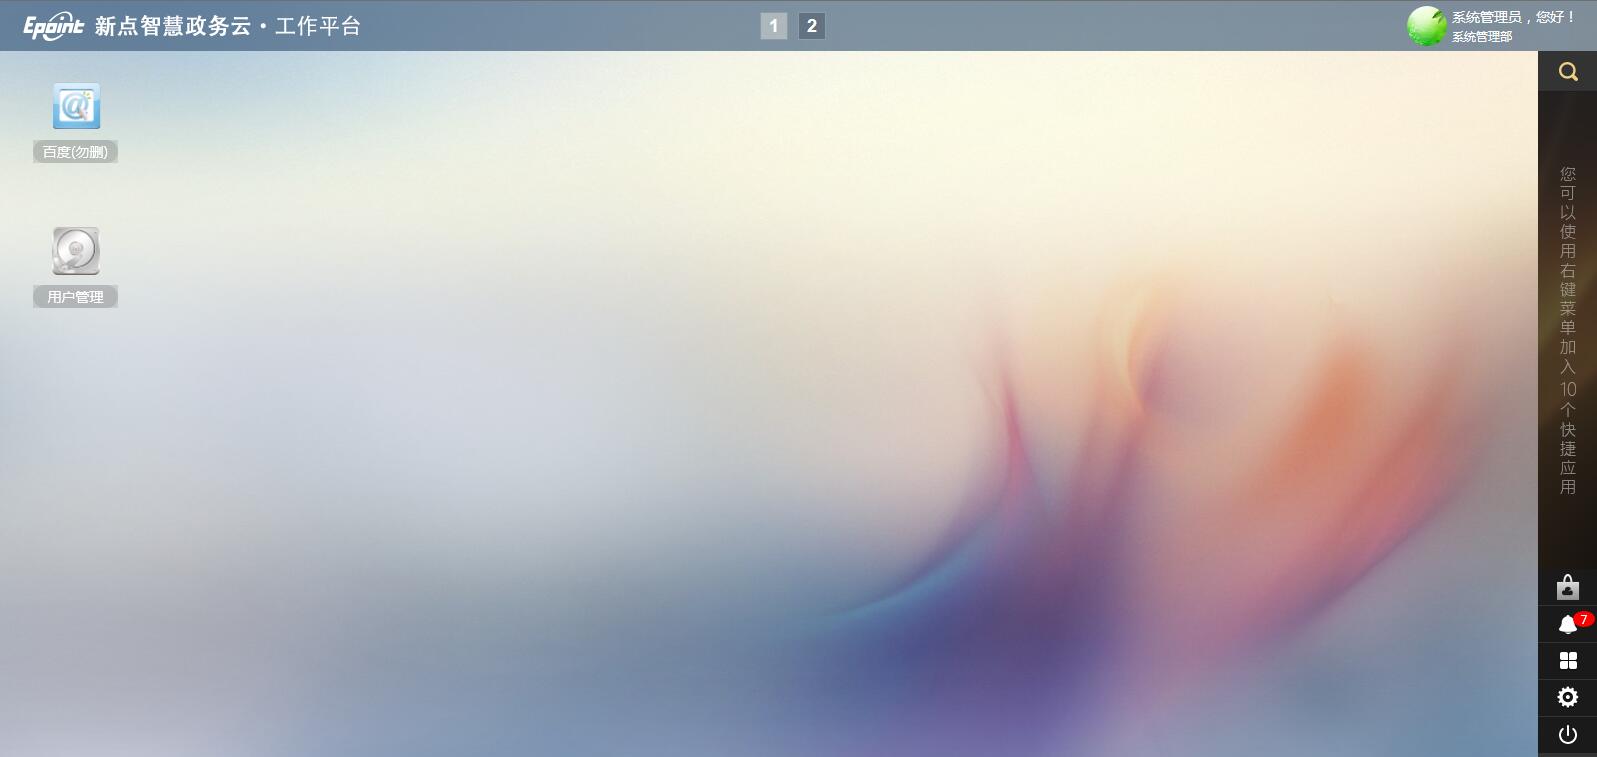 Epoint 新点智慧政务云·工作平台
1 2
系统管理员，您好！
系统管理部
百度(勿删)
用户管理
您可以使用右键菜单加入10个快捷应用
7